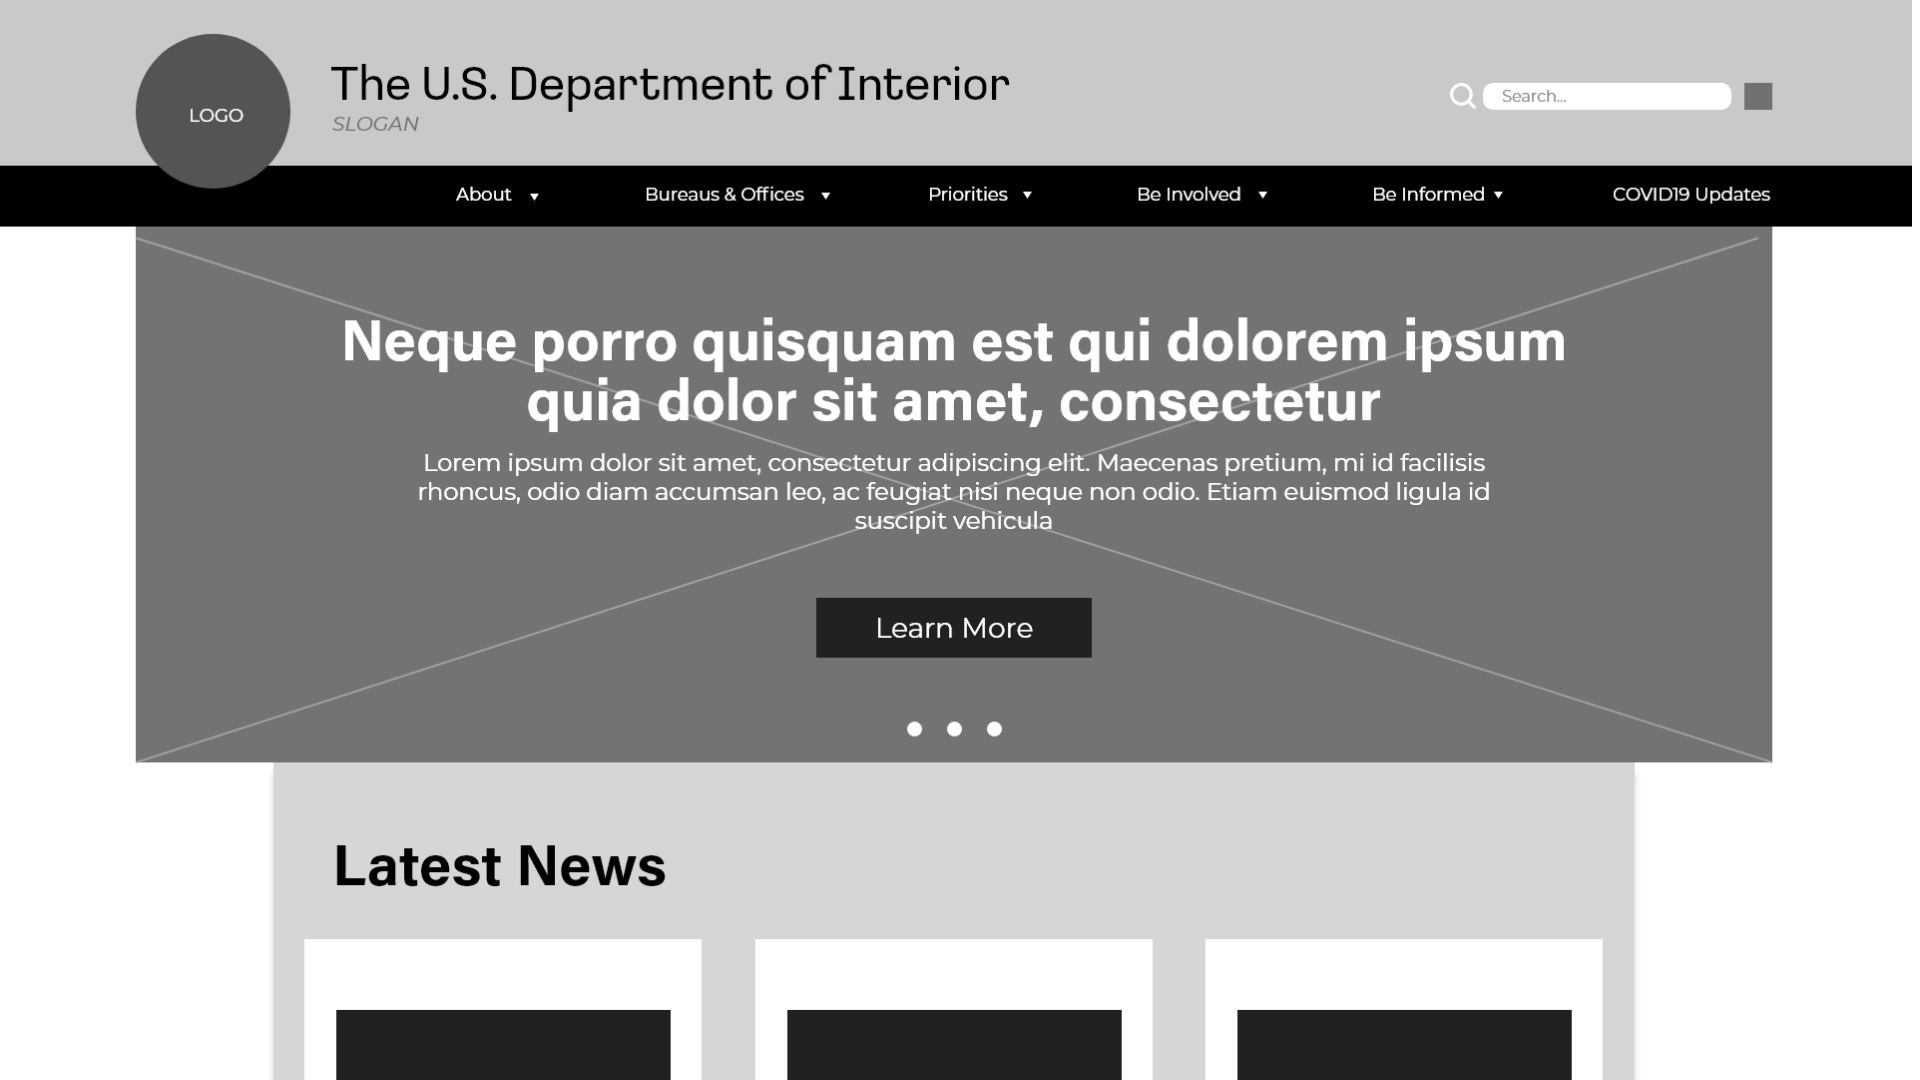 LOGO
The U.S. Department of Interior
SLOGAN
Search...
About
Bureaus & Offices
Priorities
Be Involved
Be Informed
COVID19 Updates
Neque porro quisquam est qui dolorem ipsum
quia dolor sit amet, consectetur
Lorem ipsum dolor sit amet, consectetur adipiscing elit. Maecenas pretium, mi id facilisis
rhoncus, odio diam accumsan leo, ac feugiat nisi neque non odio. Etiam euismod ligula id
suscipit vehicula
Learn More
Latest News